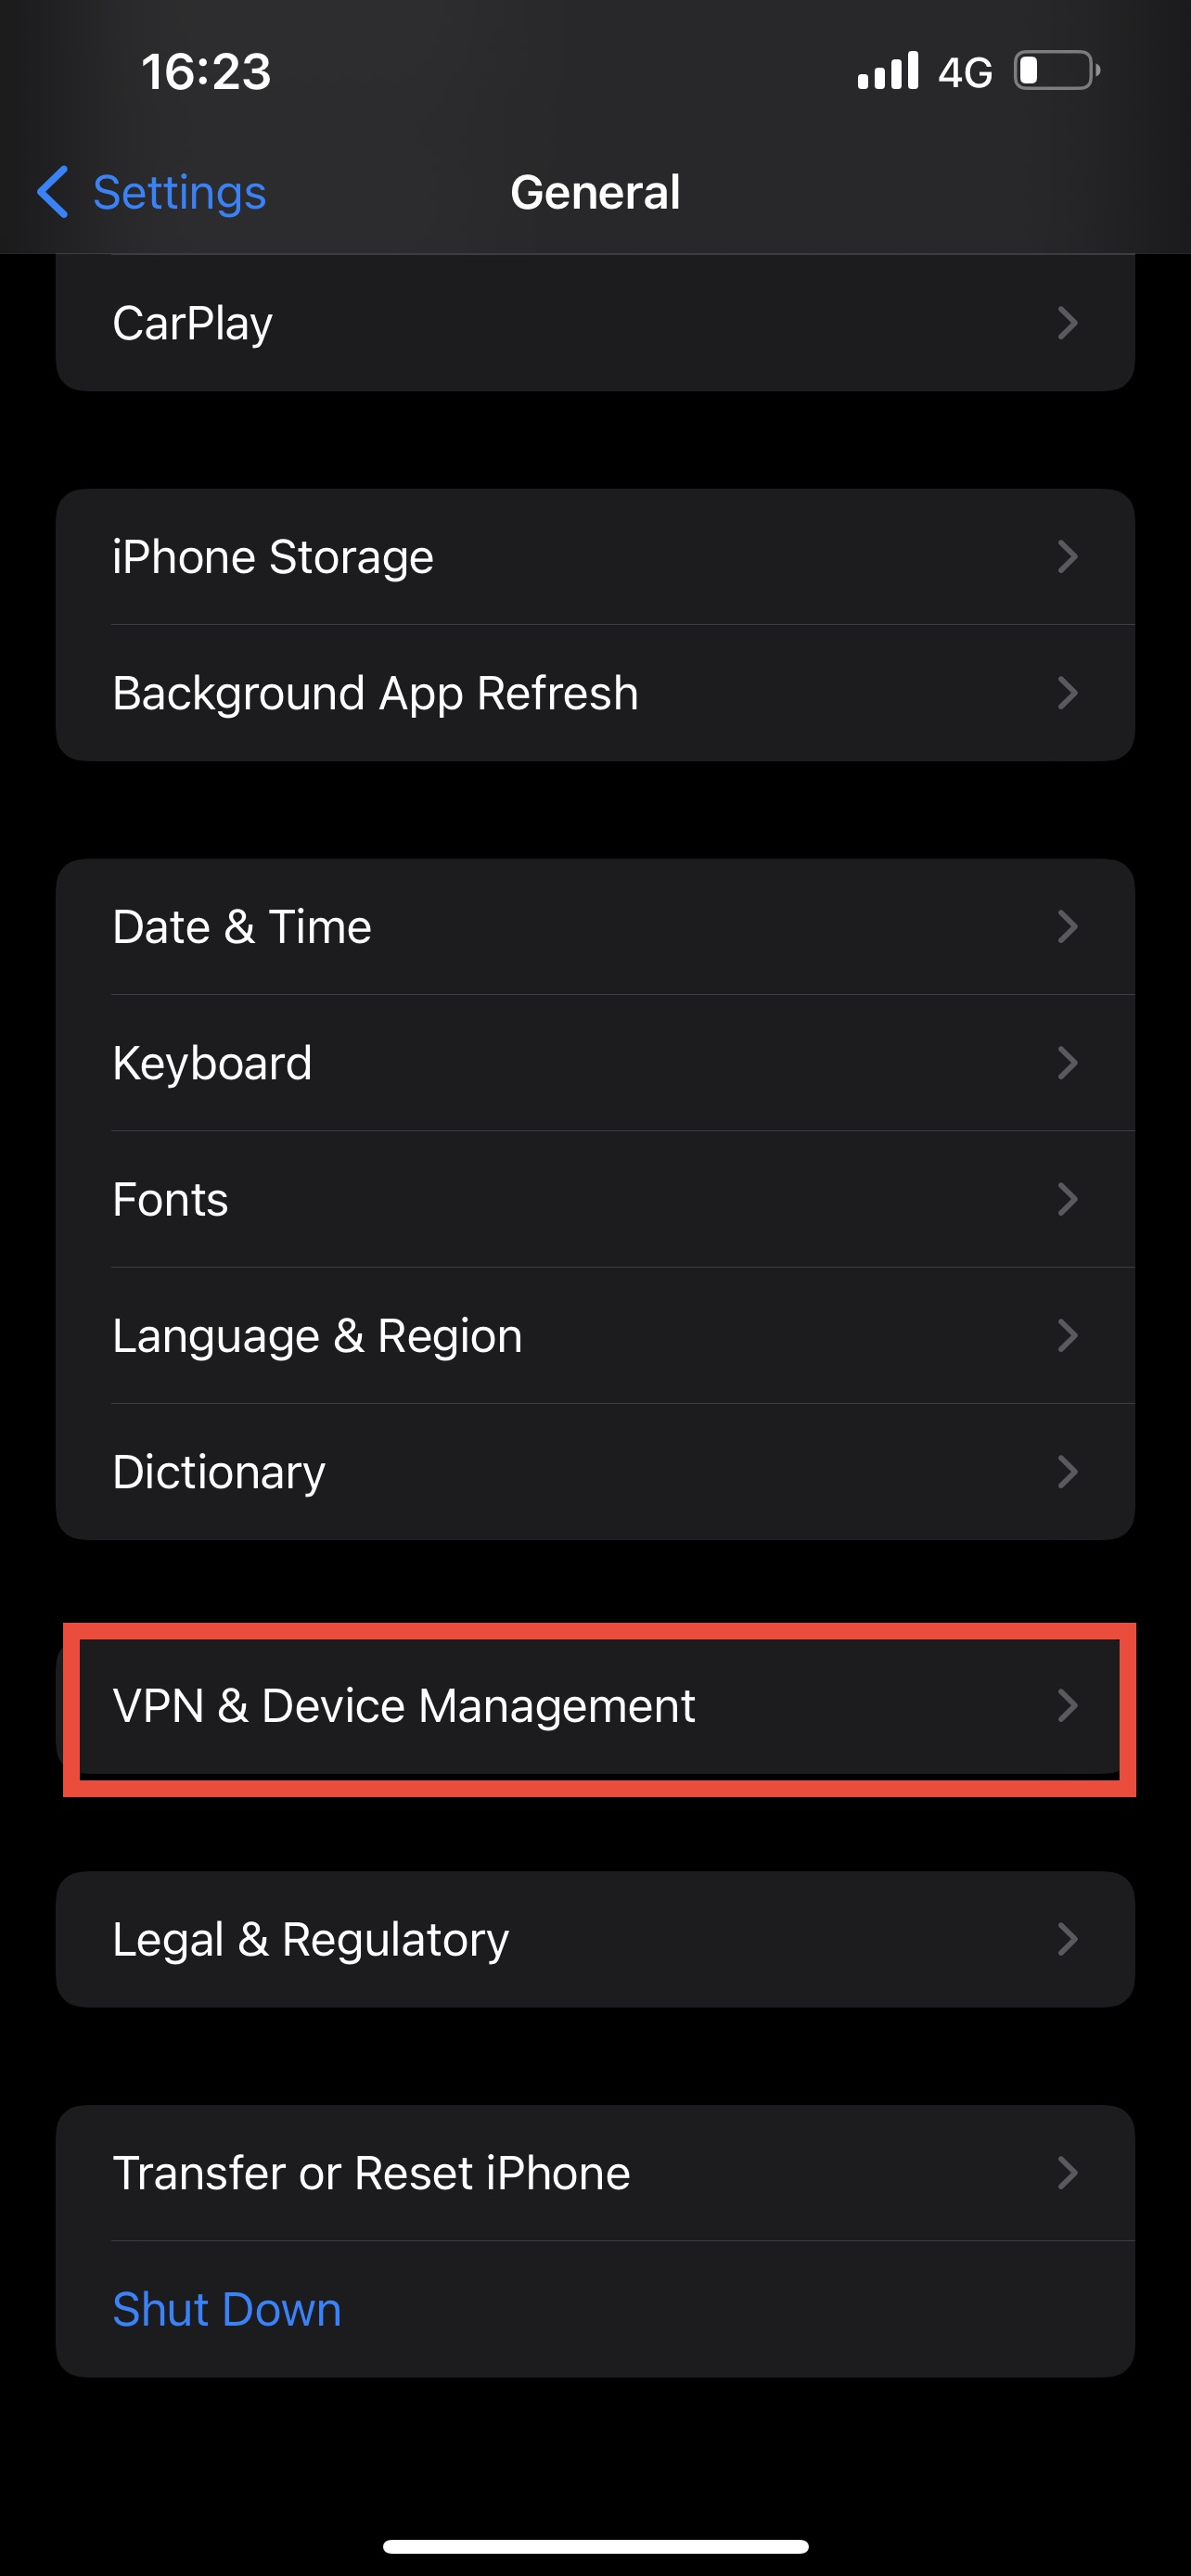 16:23 4G
Settings General
CarPlay
iPhone Storage
Background App Refresh
Date & Time
Keyboard
Fonts
Language & Region
Dictionary
VPN & Device Management
Legal & Regulatory
Transfer or Reset iPhone
Shut Down